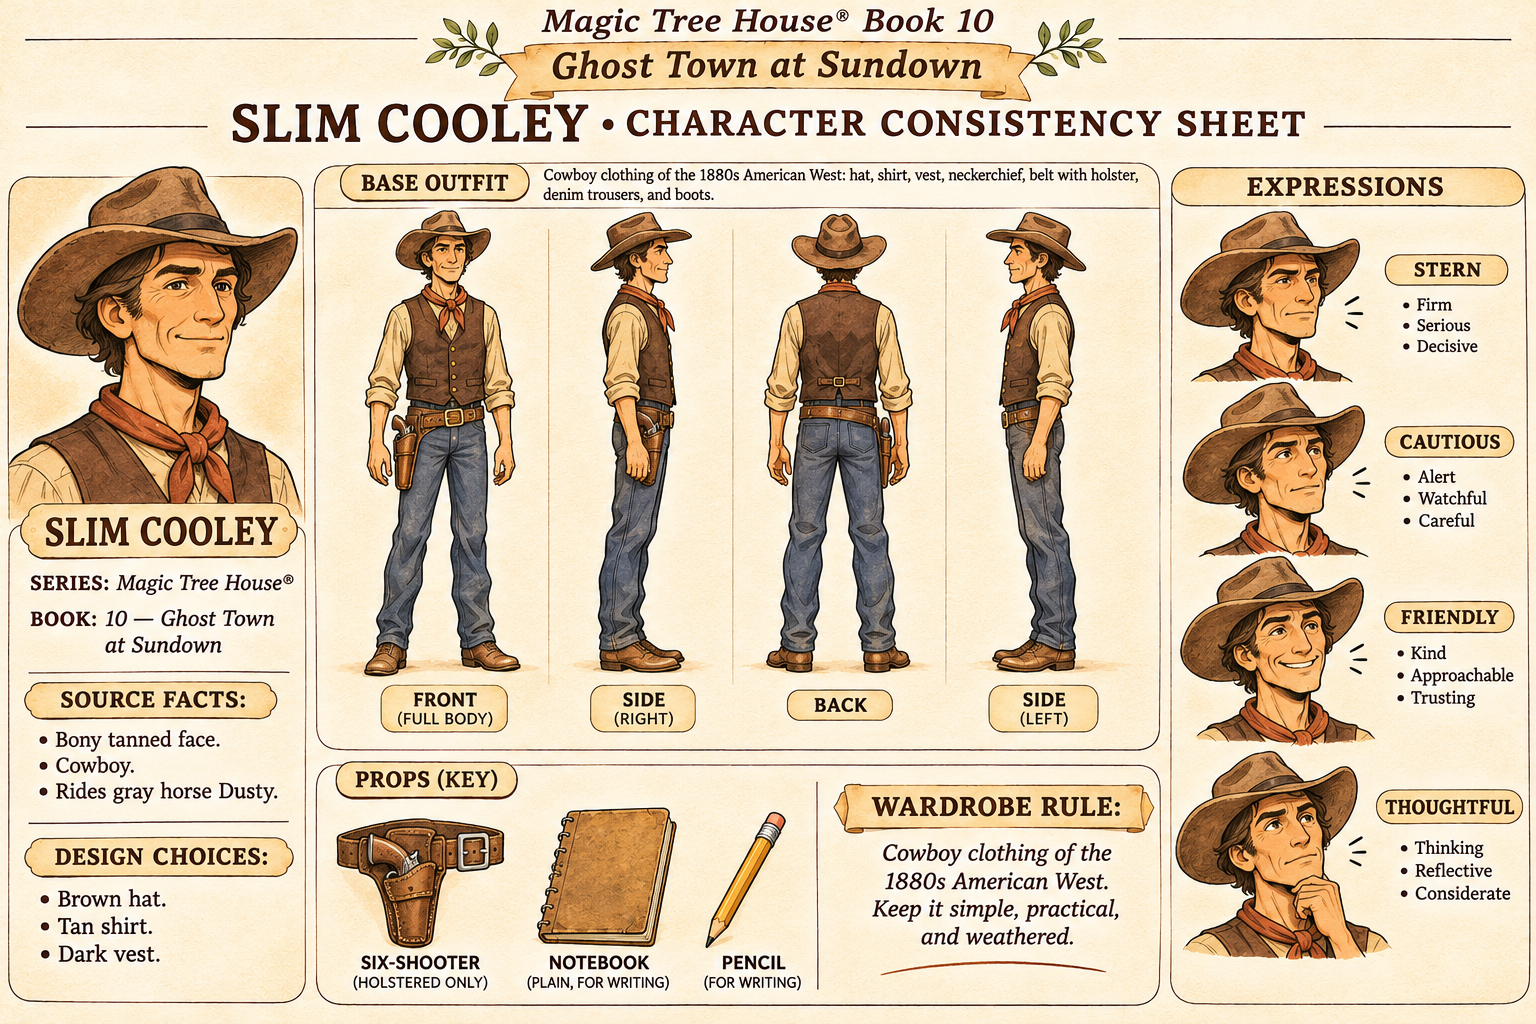 Magic Tree House® Book 10
Ghost Town at Sundown
SLIM COOLEY • CHARACTER CONSISTENCY SHEET
SLIM COOLEY
SERIES: Magic Tree House®
BOOK: 10 — Ghost Town
at Sundown
SOURCE FACTS:
• Bony tanned face.
• Cowboy.
• Rides gray horse Dusty.
DESIGN CHOICES:
• Brown hat.
• Tan shirt.
• Dark vest.
BASE OUTFIT
Cowboy clothing of the 1880s American West: hat, shirt, vest, neckerchief, belt with holster,
denim trousers, and boots.
FRONT
(FULL BODY)
SIDE
(RIGHT)
BACK
SIDE
(LEFT)
PROPS (KEY)
SIX-SHOOTER
(HOLSTERED ONLY)
NOTEBOOK
(PLAIN, FOR WRITING)
PENCIL
(FOR WRITING)
WARDROBE RULE:
Cowboy clothing of the
1880s American West.
Keep it simple, practical,
and weathered.
EXPRESSIONS
STERN
• Firm
• Serious
• Decisive
CAUTIOUS
• Alert
• Watchful
• Careful
FRIENDLY
• Kind
• Approachable
• Trusting
THOUGHTFUL
• Thinking
• Reflective
• Considerate